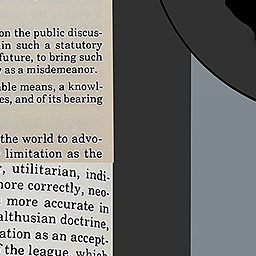 on the public discus-
in such a statutory
future, to bring such
as a misdemeanor.
able means, a knowl-
es, and of its bearing
the world to advo-
limitation as the
utilitarian, indi-
more correctly, neo-
more accurate in
althusian doctrine,
ation as an accept-
f the league, which